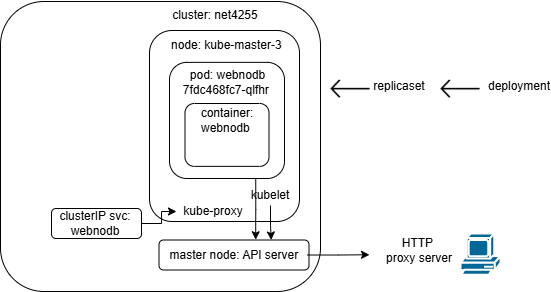 cluster: net4255
node: kube-master-3
pod: webnodb
7fdc468fc7-qlfhr
container:
webnodb
replicaset
deployment
kubelet
clusterIP svc:
webnodb
kube-proxy
master node: API server
HTTP
proxy server